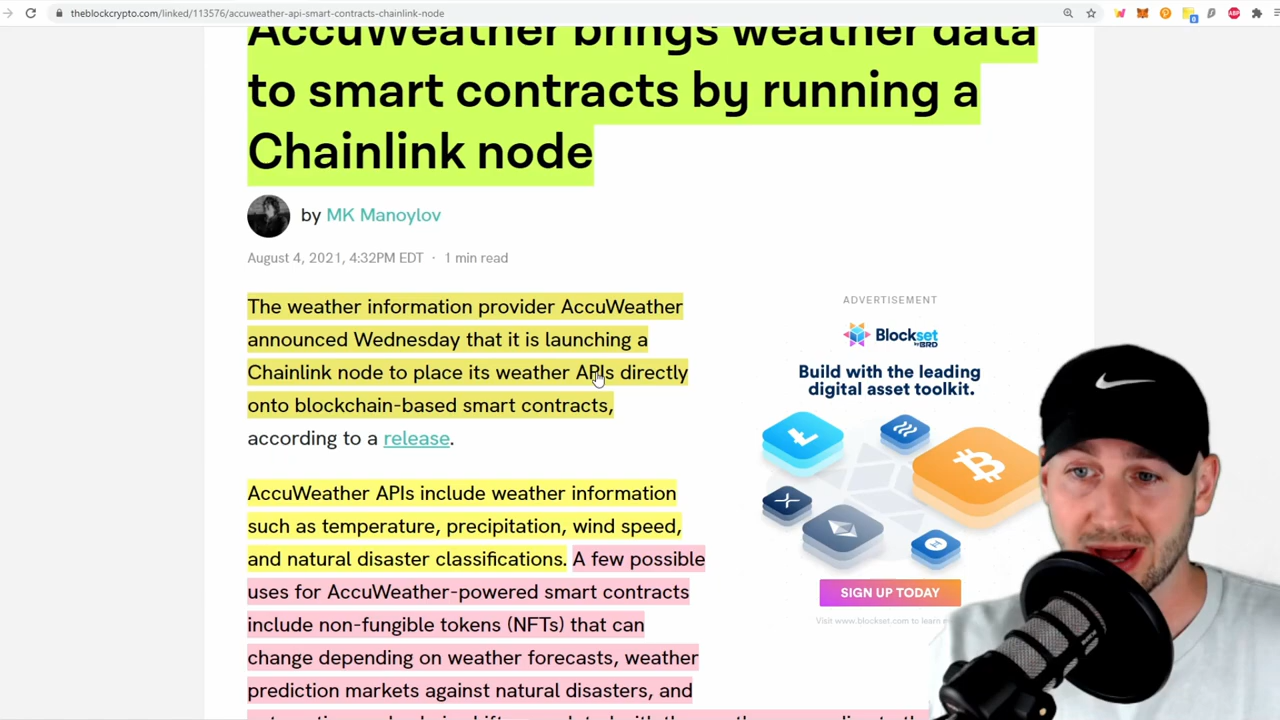 theblockcrypto.com/linked/113576/accuweather-api-smart-contracts-chainlink-node
AccuWeather brings weather data
to smart contracts by running a
Chainlink node
by MK Manoylov
August 4, 2021, 4:32PM EDT · 1 min read
The weather information provider AccuWeather
announced Wednesday that it is launching a
Chainlink node to place its weather APIs directly
onto blockchain-based smart contracts,
according to a release.
AccuWeather APIs include weather information
such as temperature, precipitation, wind speed,
and natural disaster classifications. A few possible
uses for AccuWeather-powered smart contracts
include non-fungible tokens (NFTs) that can
change depending on weather forecasts, weather
prediction markets against natural disasters, and
ADVERTISEMENT
Blockset
by BRD
Build with the leading
digital asset toolkit.
SIGN UP TODAY
Visit www.blockset.com to learn